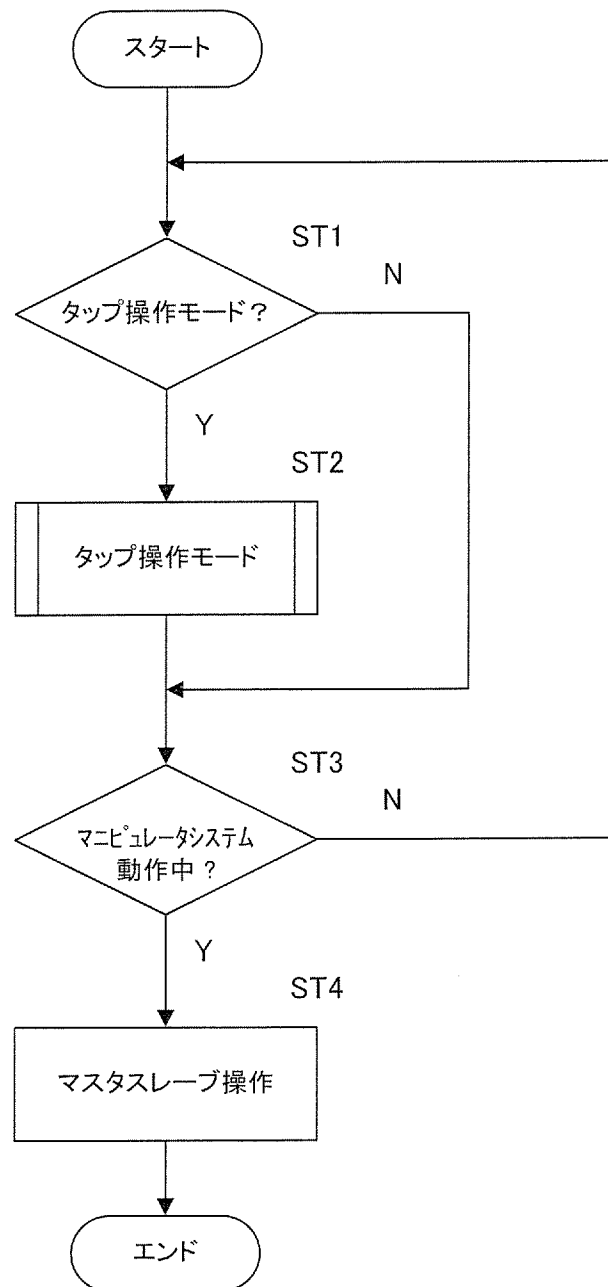 スタート
ST1
タップ操作モード?
N
Y
ST2
タップ操作モード
ST3
マニピュレータシステム
動作中?
N
Y
ST4
マスタスレーブ操作
エンド